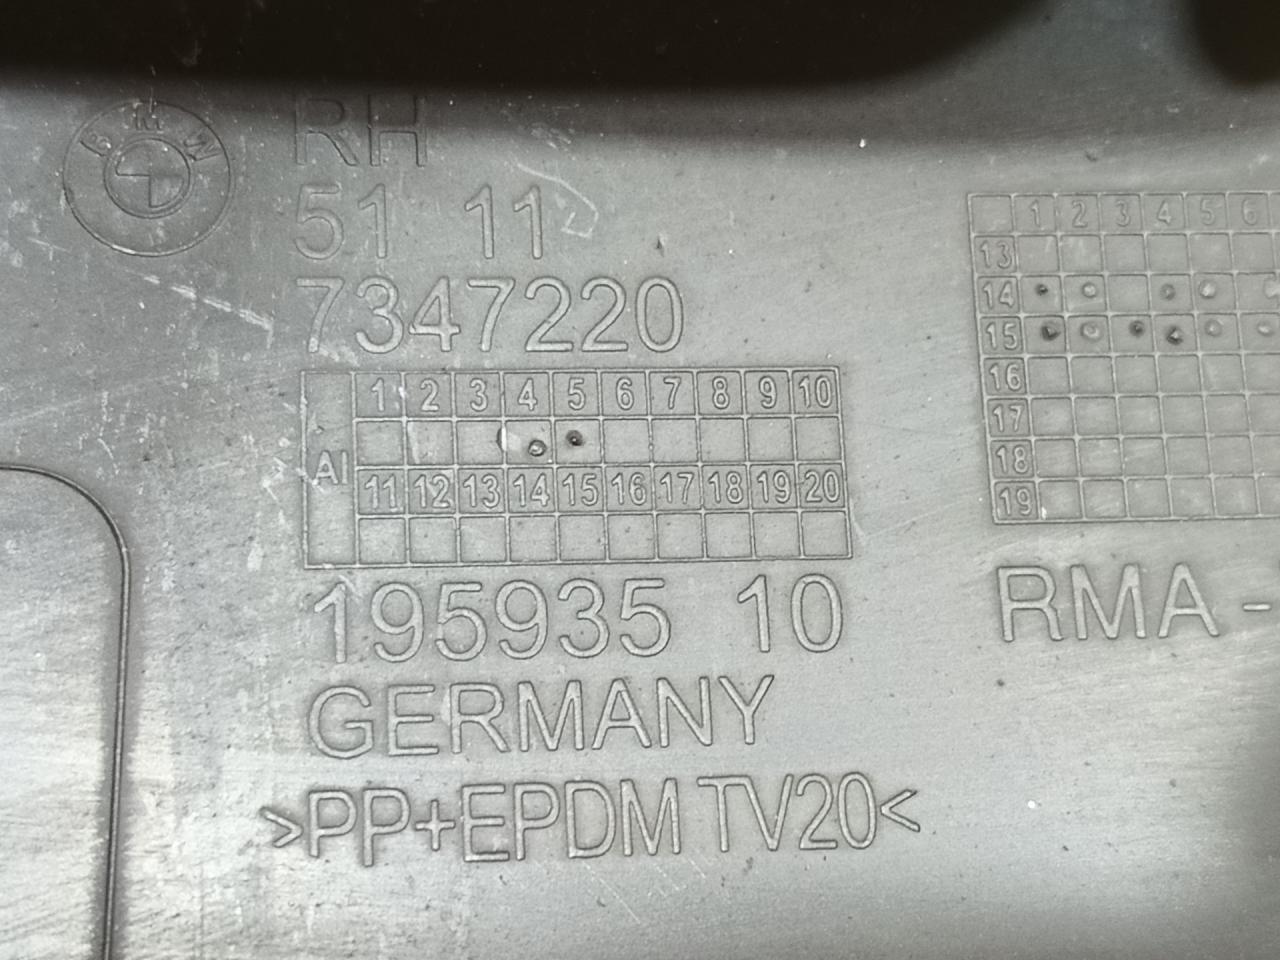 BMW
RH
51 11
7347220
1 2 3 4 5 6 7 8 9 10
AI
11 12 13 14 15 16 17 18 19 20
195935 10
GERMANY
>PP+EPDM TV20<
1 2 3 4 5 6
13
14
15
16
17
18
19
RMA -